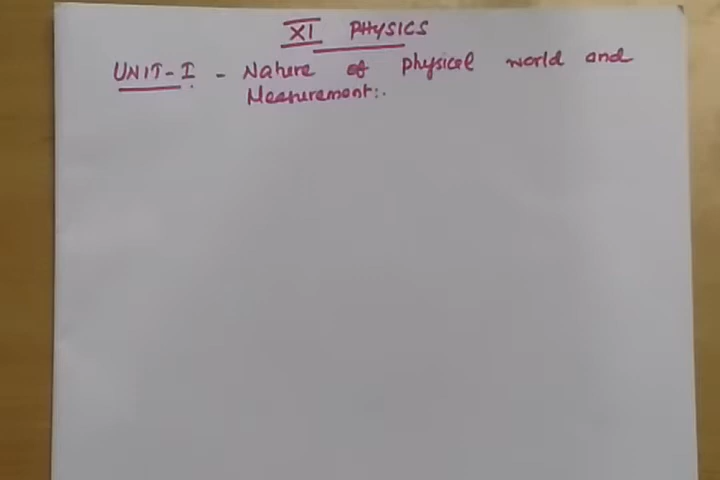 XI PHYSICS
UNIT-I - Nature of physical world and
Measurement:.